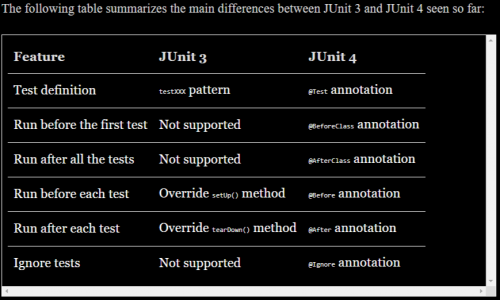 The following table summarizes the main differences between JUnit 3 and JUnit 4 seen so far:
Feature JUnit 3 JUnit 4
Test definition testXXX pattern @Test annotation
Run before the first test Not supported @BeforeClass annotation
Run after all the tests Not supported @AfterClass annotation
Run before each test Override setUp() method @Before annotation
Run after each test Override tearDown() method @After annotation
Ignore tests Not supported @Ignore annotation